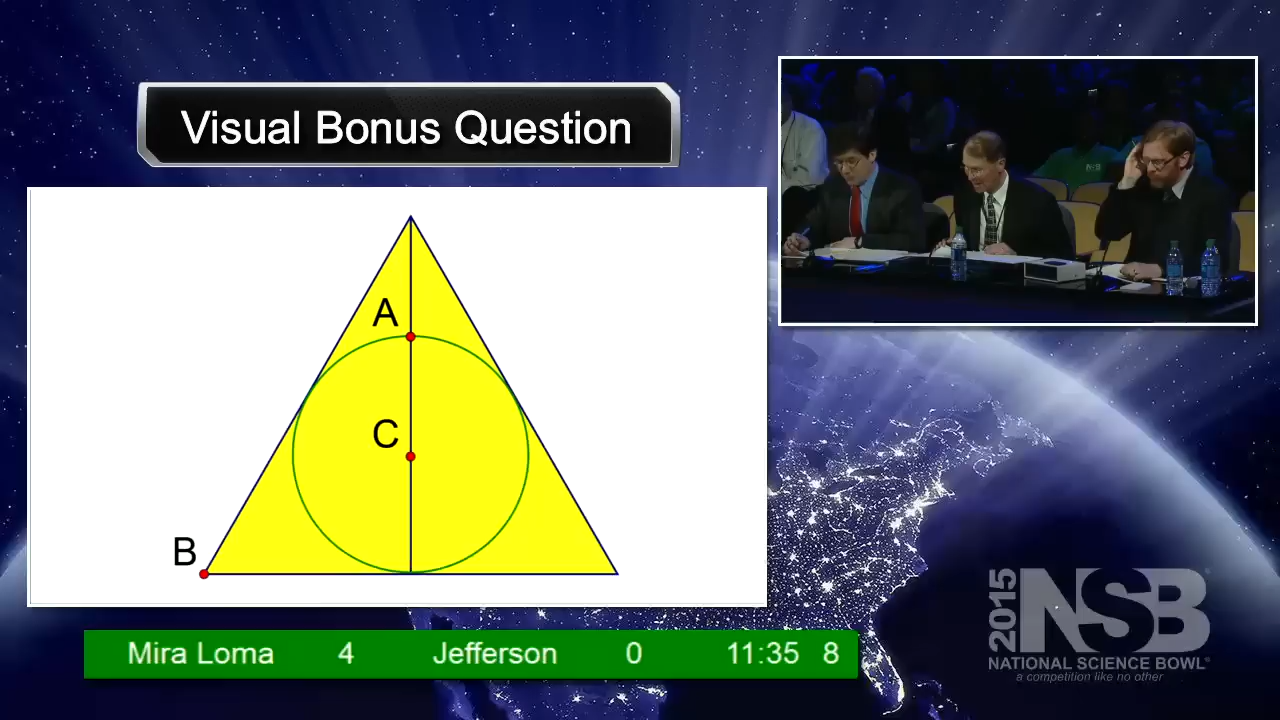 Visual Bonus Question
A
C
B
NSB
Mira Loma 4 Jefferson 0 11:35 8
2015 NSB
NATIONAL SCIENCE BOWL®
a competition like no other